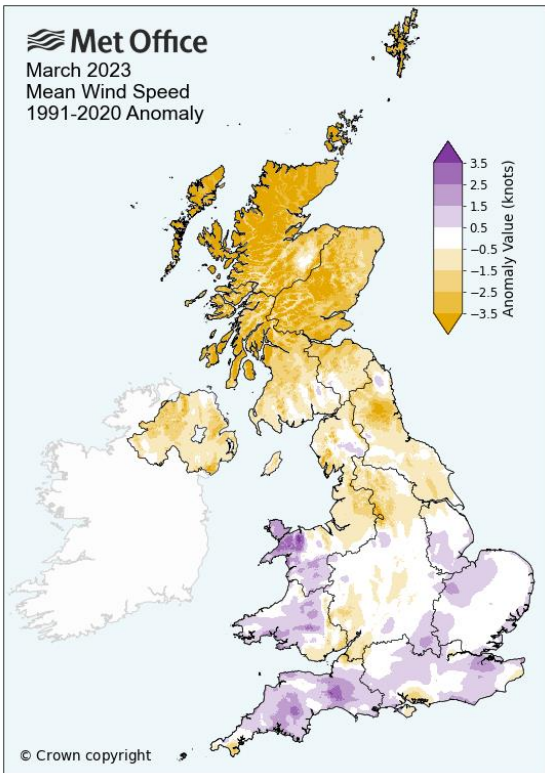 Met Office
March 2023
Mean Wind Speed
1991-2020 Anomaly
3.5
2.5
1.5
0.5
−0.5
−1.5
−2.5
−3.5
Anomaly Value (knots)
© Crown copyright